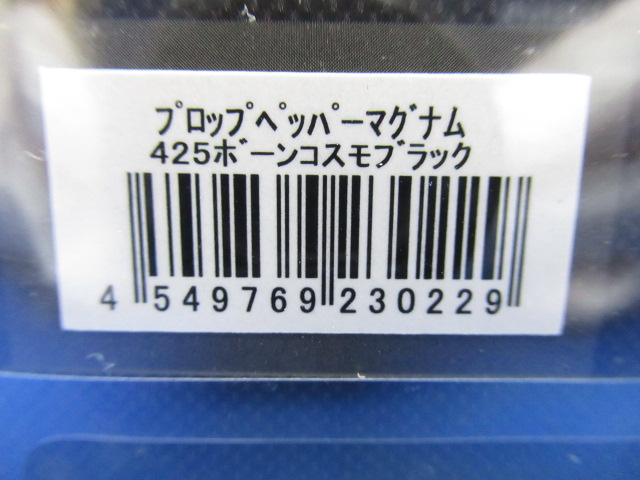 ﾌﾟﾛｯﾌﾟﾍﾟｯﾊﾟｰﾏｸﾞﾅﾑ
425ﾎﾞｰﾝｺｽﾓﾌﾞﾗｯｸ
4 549769 230229